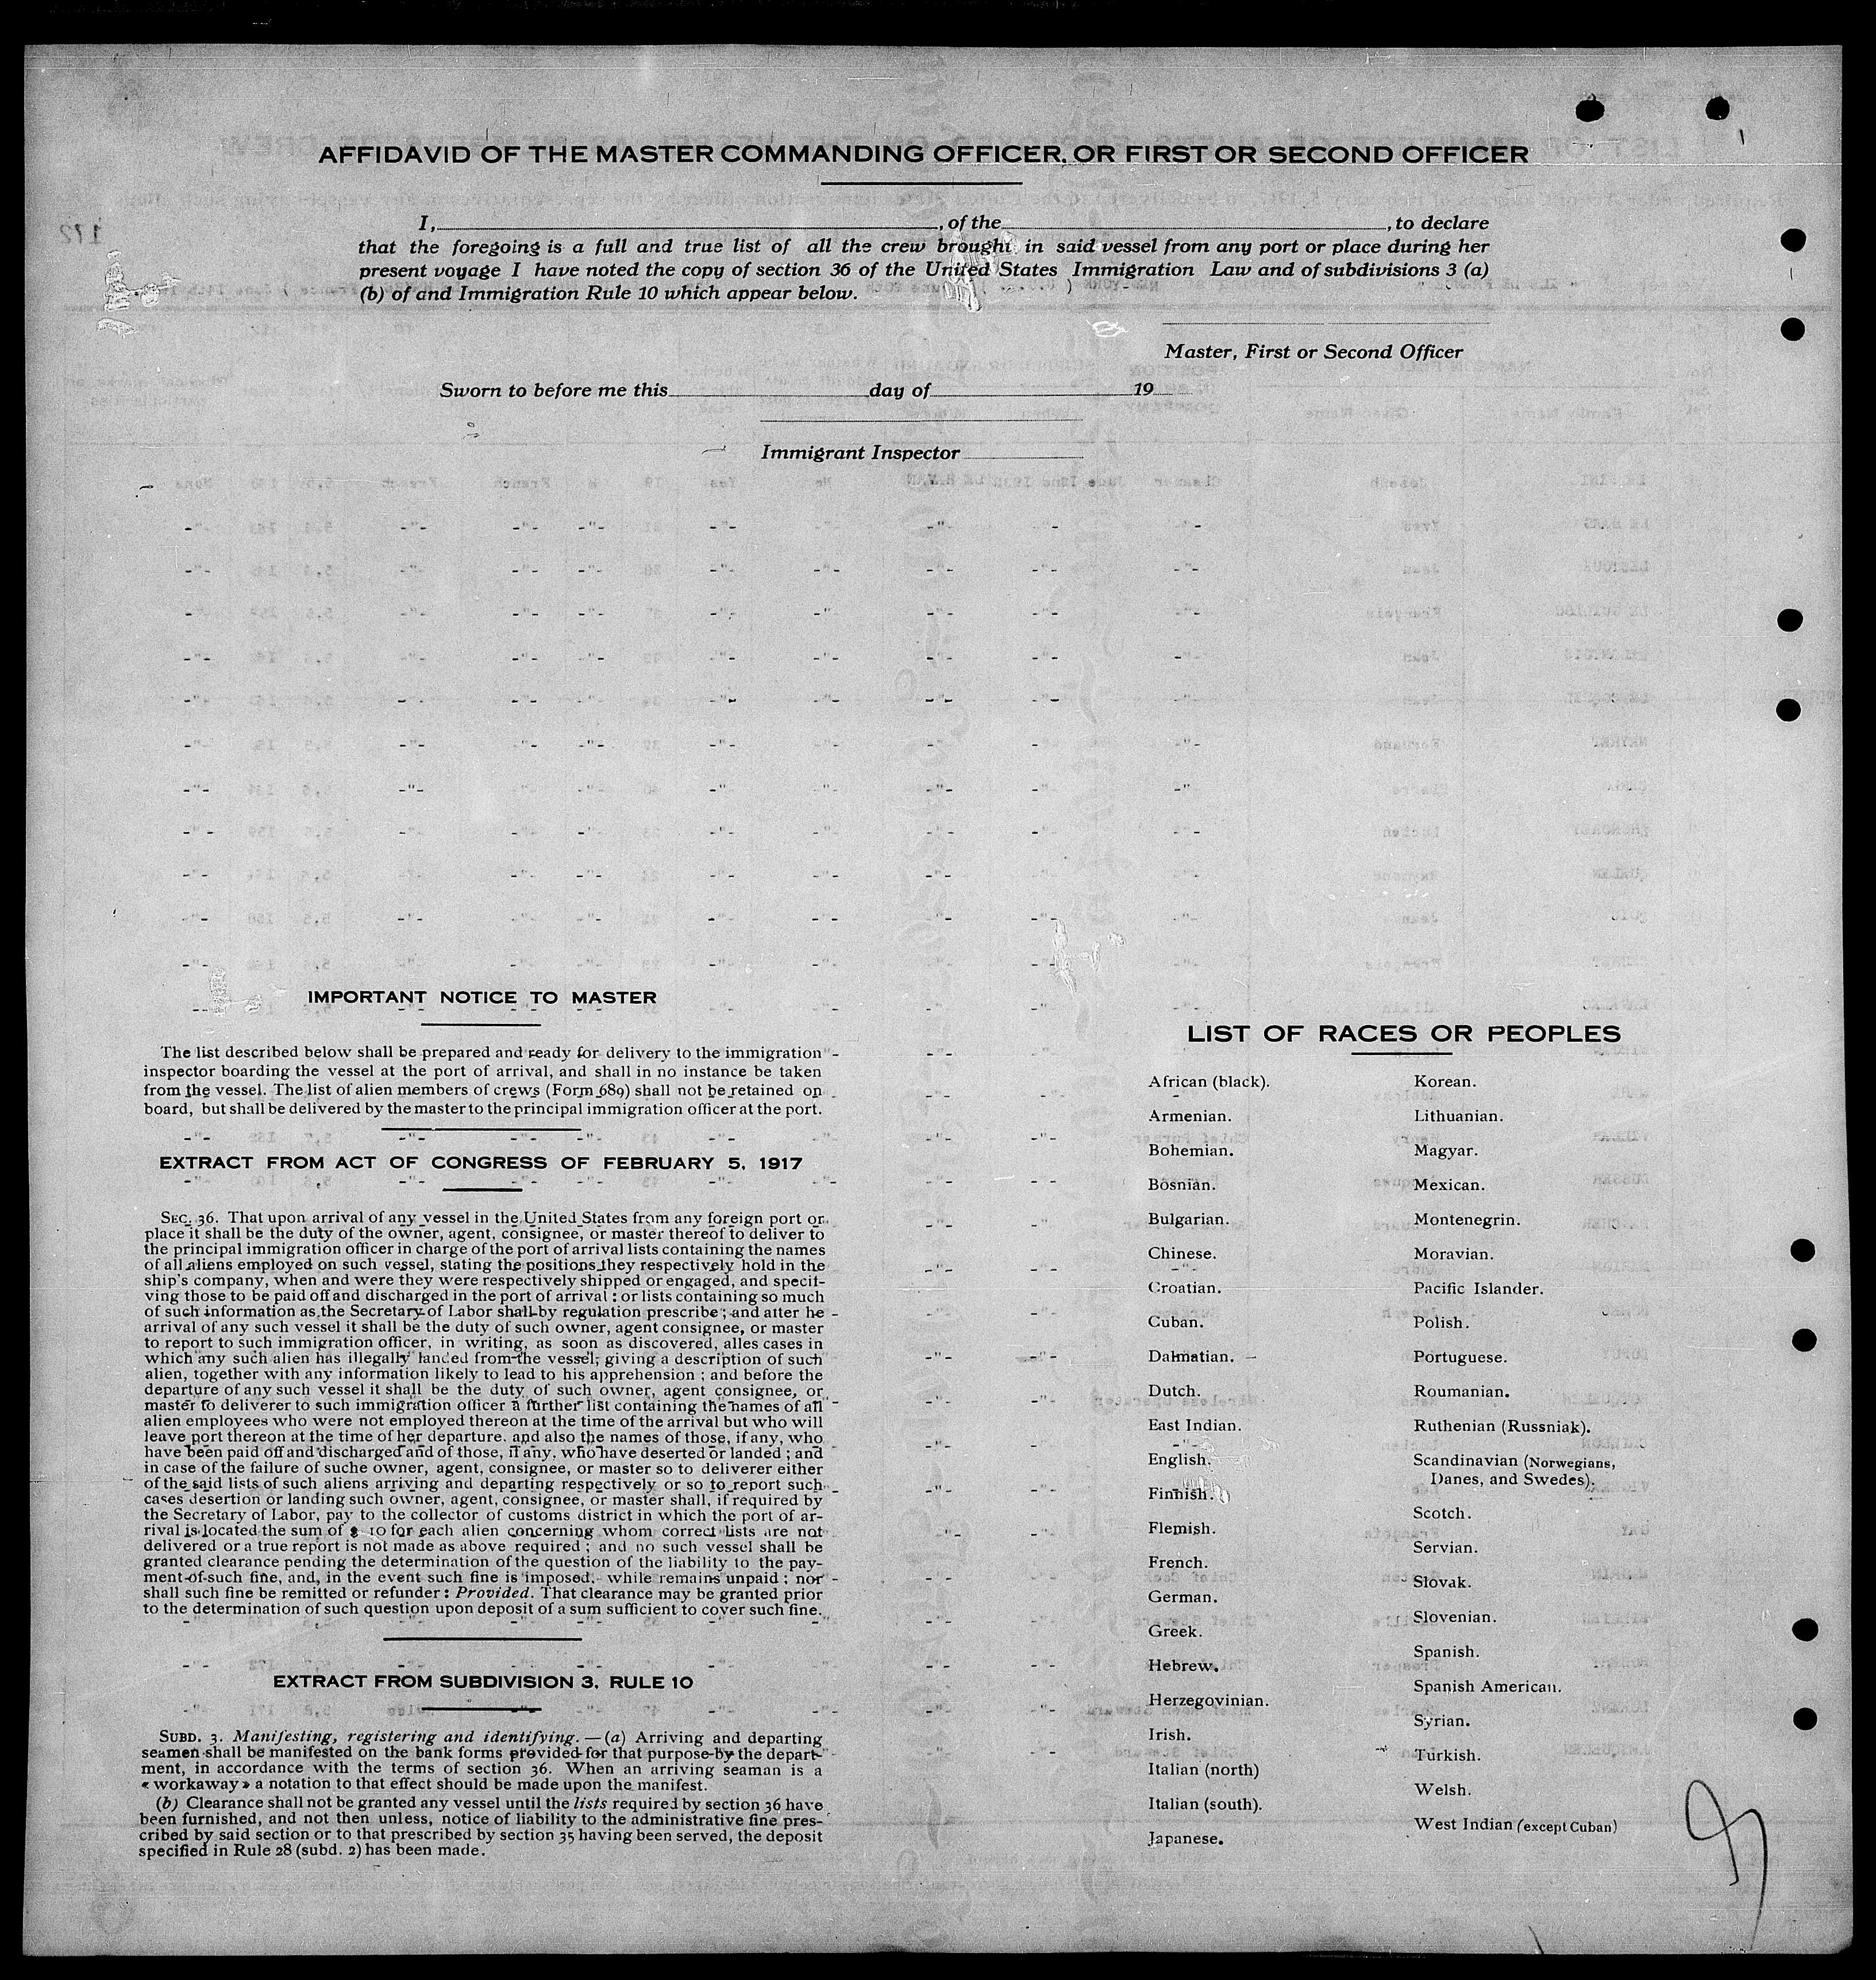 AFFIDAVID OF THE MASTER COMMANDING OFFICER, OR FIRST OR SECOND OFFICER
I, , of the , to declare
that the foregoing is a full and true list of all the crew brought in said vessel from any port or place during her
present voyage I have noted the copy of section 36 of the United States Immigration Law and of subdivisions 3 (a)
(b) of and Immigration Rule 10 which appear below.
Master, First or Second Officer
Sworn to before me this day of 19
Immigrant Inspector
IMPORTANT NOTICE TO MASTER
The list described below shall be prepared and ready for delivery to the immigration
inspector boarding the vessel at the port of arrival, and shall in no instance be taken
from the vessel. The list of alien members of crews (Form 689) shall not be retained on
board, but shall be delivered by the master to the principal immigration officer at the port.
EXTRACT FROM ACT OF CONGRESS OF FEBRUARY 5, 1917
SEC. 36. That upon arrival of any vessel in the United States from any foreign port or
place it shall be the duty of the owner, agent, consignee, or master thereof to deliver to
the principal immigration officer in charge of the port of arrival lists containing the names
of all aliens employed on such vessel, stating the positions they respectively hold in the
ship's company, when and were they were respectively shipped or engaged, and specif-
ving those to be paid off and discharged in the port of arrival : or lists containing so much
of such information as the Secretary of Labor shall by regulation prescribe ; and atter he
arrival of any such vessel it shall be the duty of such owner, agent consignee, or master
to report to such immigration officer, in writing, as soon as discovered, alles cases in
which any such alien has illegally landed from the vessel, giving a description of such
alien, together with any information likely to lead to his apprehension ; and before the
departure of any such vessel it shall be the duty of such owner, agent consignee, or
master to deliverer to such immigration officer a further list containing the names of all
alien employees who were not employed thereon at the time of the arrival but who will
leave port thereon at the time of her departure. and also the names of those, if any, who
have been paid off and discharged and of those, if any, who have deserted or landed ; and
in case of the failure of suche owner, agent, consignee, or master so to deliverer either
of the said lists of such aliens arriving and departing respectively or so to report such
cases desertion or landing such owner, agent, consignee, or master shall, if required by
the Secretary of Labor, pay to the collector of customs district in which the port of ar-
rival is located the sum of $ 10 for each alien concerning whom correct lists are not
delivered or a true report is not made as above required ; and no such vessel shall be
granted clearance pending the determination of the question of the liability to the pay-
ment of such fine, and, in the event such fine is imposed, while remains unpaid ; nor
shall such fine be remitted or refunder : Provided. That clearance may be granted prior
to the determination of such question upon deposit of a sum sufficient to cover such fine.
EXTRACT FROM SUBDIVISION 3, RULE 10
SUBD. 3. Manifesting, registering and identifying. — (a) Arriving and departing
seamen shall be manifested on the bank forms provided for that purpose by the depart-
ment, in accordance with the terms of section 36. When an arriving seaman is a
« workaway » a notation to that effect should be made upon the manifest.
(b) Clearance shall not be granted any vessel until the lists required by section 36 have
been furnished, and not then unless, notice of liability to the administrative fine pres-
cribed by said section or to that prescribed by section 35 having been served, the deposit
specified in Rule 28 (subd. 2) has been made.
LIST OF RACES OR PEOPLES
African (black).
Armenian.
Bohemian.
Bosnian.
Bulgarian.
Chinese.
Croatian.
Cuban.
Dalmatian.
Dutch.
East Indian.
English.
Finnish.
Flemish.
French.
German.
Greek.
Hebrew.
Herzegovinian.
Irish.
Italian (north)
Italian (south).
Japanese.
Korean.
Lithuanian.
Magyar.
Mexican.
Montenegrin.
Moravian.
Pacific Islander.
Polish.
Portuguese.
Roumanian.
Ruthenian (Russniak).
Scandinavian (Norwegians,
Danes, and Swedes).
Scotch.
Servian.
Slovak.
Slovenian.
Spanish.
Spanish American.
Syrian.
Turkish.
Welsh.
West Indian (except Cuban)